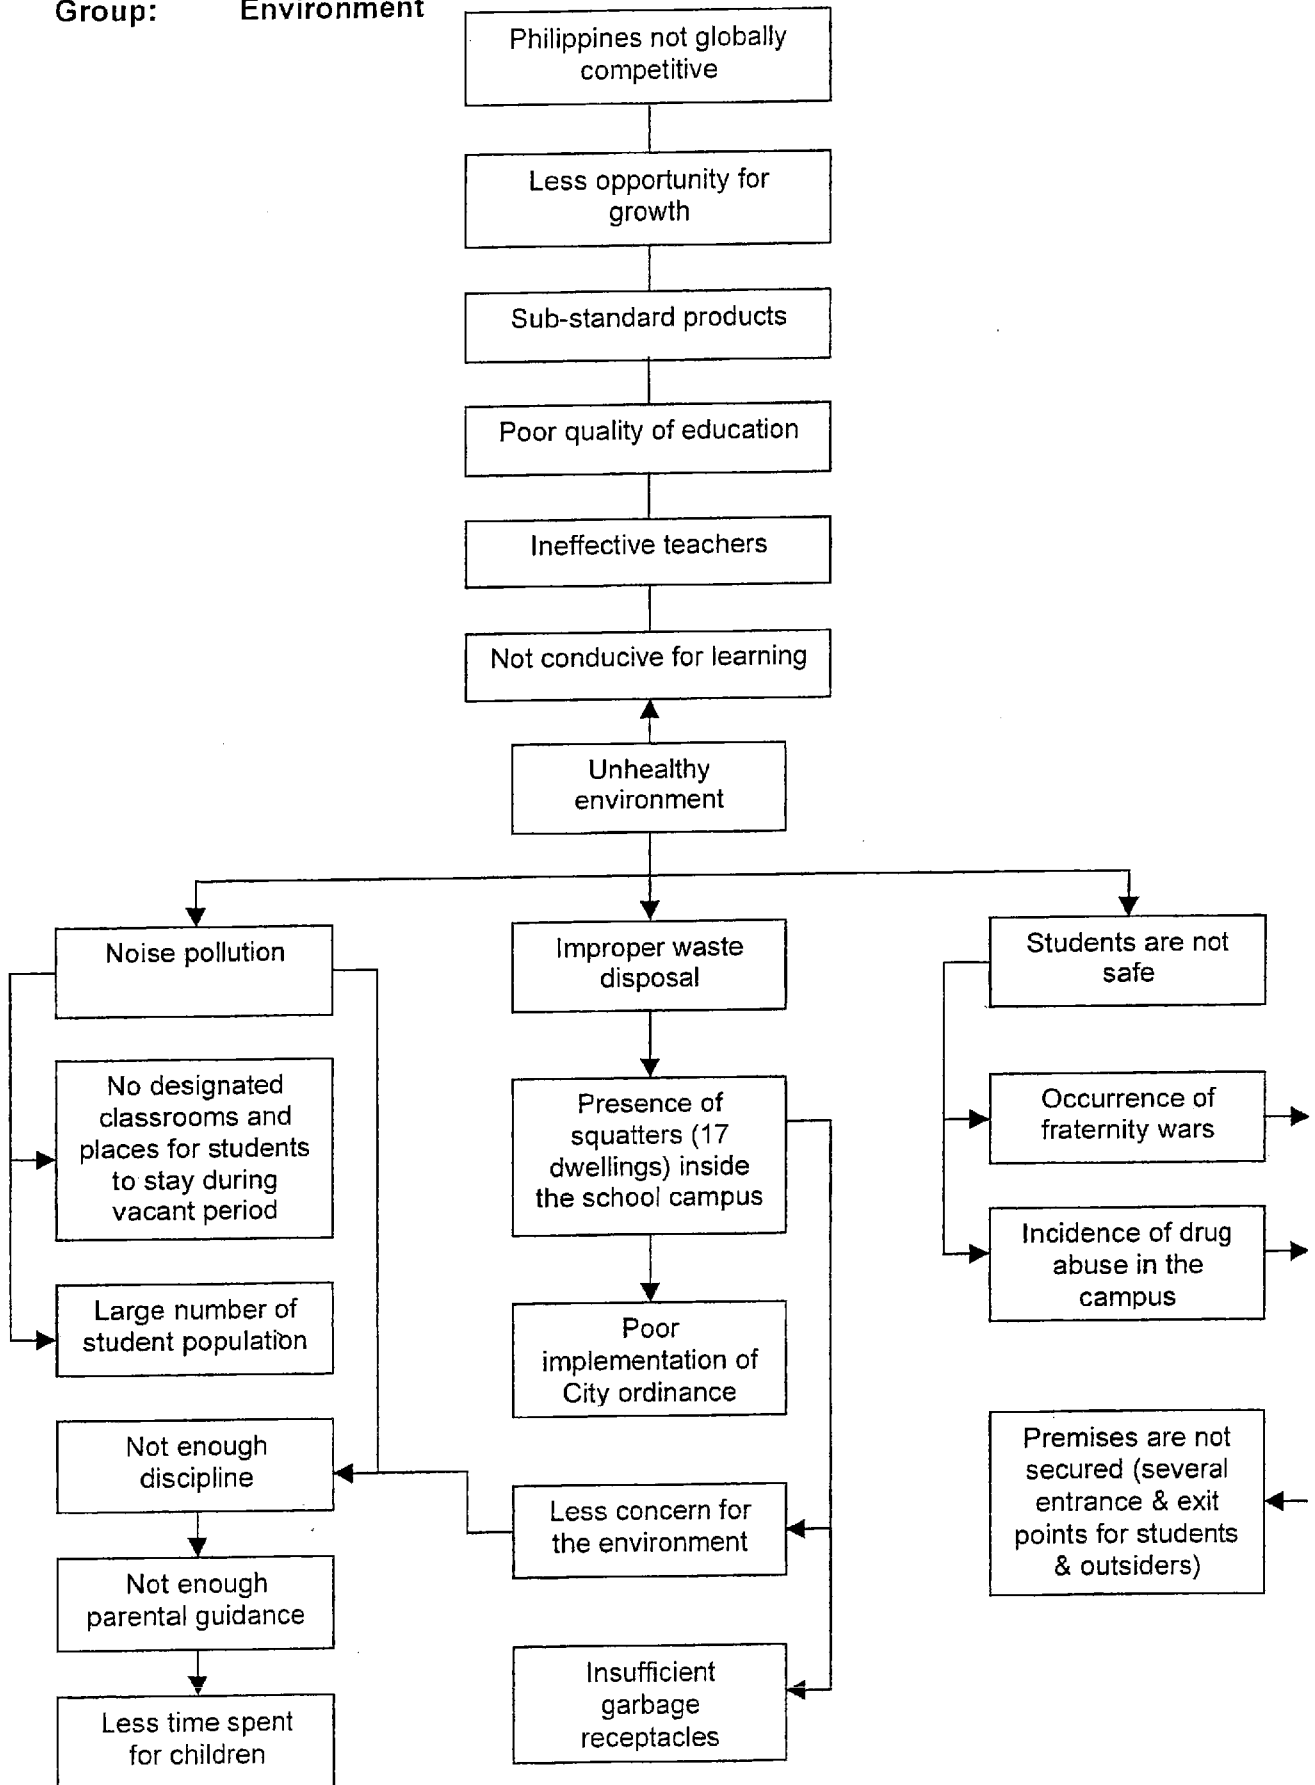 Group: Environment
Philippines not globally
competitive
Less opportunity for
growth
Sub-standard products
Poor quality of education
Ineffective teachers
Not conducive for learning
Unhealthy
environment
Noise pollution
Improper waste
disposal
Students are not
safe
No designated
classrooms and
places for students
to stay during
vacant period
Presence of
squatters (17
dwellings) inside
the school campus
Occurrence of
fraternity wars
Incidence of drug
abuse in the
campus
Large number of
student population
Poor
implementation of
City ordinance
Premises are not
secured (several
entrance & exit
points for students
& outsiders)
Not enough
discipline
Less concern for
the environment
Not enough
parental guidance
Insufficient
garbage
receptacles
Less time spent
for children